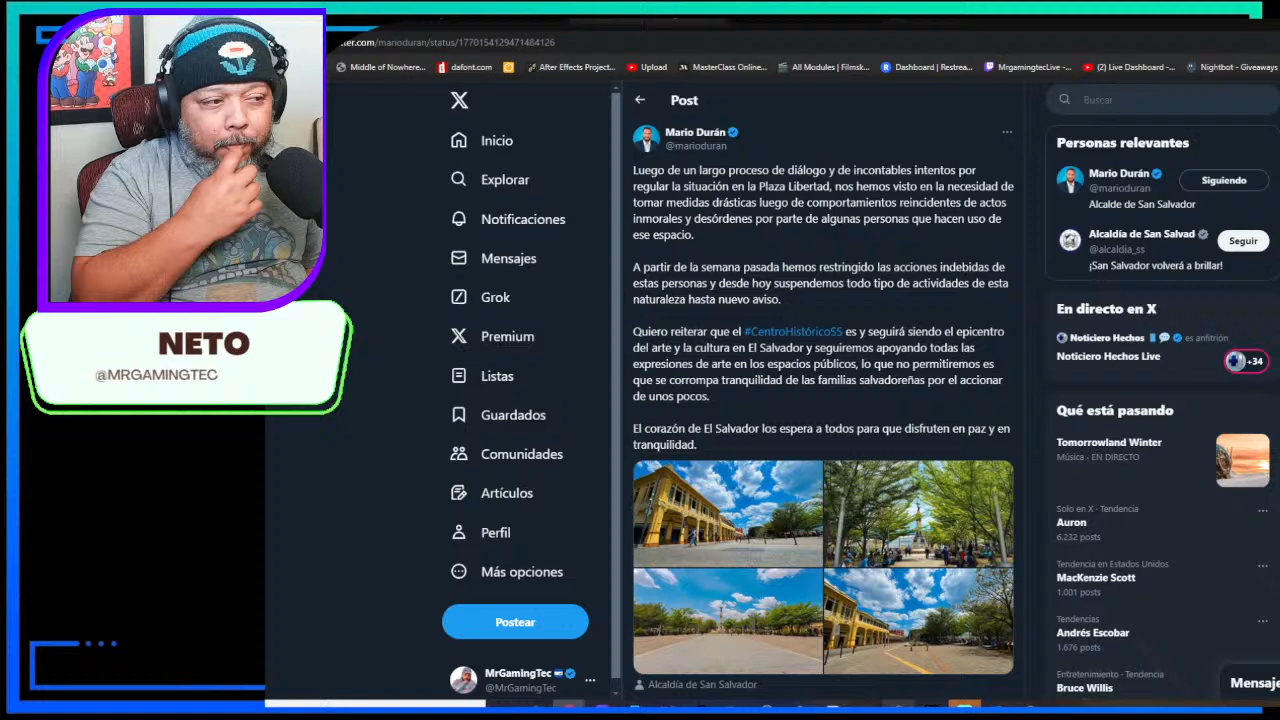 NETO
@MRGAMINGTEC
ter.com/marioduran/status/1770154129471484126
Middle of Nowhere...
dafont.com
After Effects Project...
Upload
MasterClass Online...
All Modules | Filmsk...
Dashboard | Restrea...
MrgamingtecLive -...
(2) Live Dashboard -...
Nightbot - Giveaways
Inicio
Explorar
Notificaciones
Mensajes
Grok
Premium
Listas
Guardados
Comunidades
Artículos
Perfil
Más opciones
Postear
MrGamingTec
@MrGamingTec
Post
Mario Durán
@marioduran
Luego de un largo proceso de diálogo y de incontables intentos por
regular la situación en la Plaza Libertad, nos hemos visto en la necesidad de
tomar medidas drásticas luego de comportamientos reincidentes de actos
inmorales y desórdenes por parte de algunas personas que hacen uso de
ese espacio.
A partir de la semana pasada hemos restringido las acciones indebidas de
estas personas y desde hoy suspendemos todo tipo de actividades de esta
naturaleza hasta nuevo aviso.
Quiero reiterar que el #CentroHistóricoSS es y seguirá siendo el epicentro
del arte y la cultura en El Salvador y seguiremos apoyando todas las
expresiones de arte en los espacios públicos, lo que no permitiremos es
que se corrompa tranquilidad de las familias salvadoreñas por el accionar
de unos pocos.
El corazón de El Salvador los espera a todos para que disfruten en paz y en
tranquilidad.
Alcaldía de San Salvador
Buscar
Personas relevantes
Mario Durán
@marioduran
Siguiendo
Alcalde de San Salvador
Alcaldía de San Salvad
@alcaldia_ss
Seguir
¡San Salvador volverá a brillar!
En directo en X
Noticiero Hechos es anfitrión
Noticiero Hechos Live
+34
Qué está pasando
Tomorrowland Winter
Música · EN DIRECTO
Solo en X · Tendencia
Auron
6.232 posts
Tendencia en Estados Unidos
MacKenzie Scott
1.001 posts
Tendencias
Andrés Escobar
1.676 posts
Entretenimiento · Tendencia
Bruce Willis
Mensaje